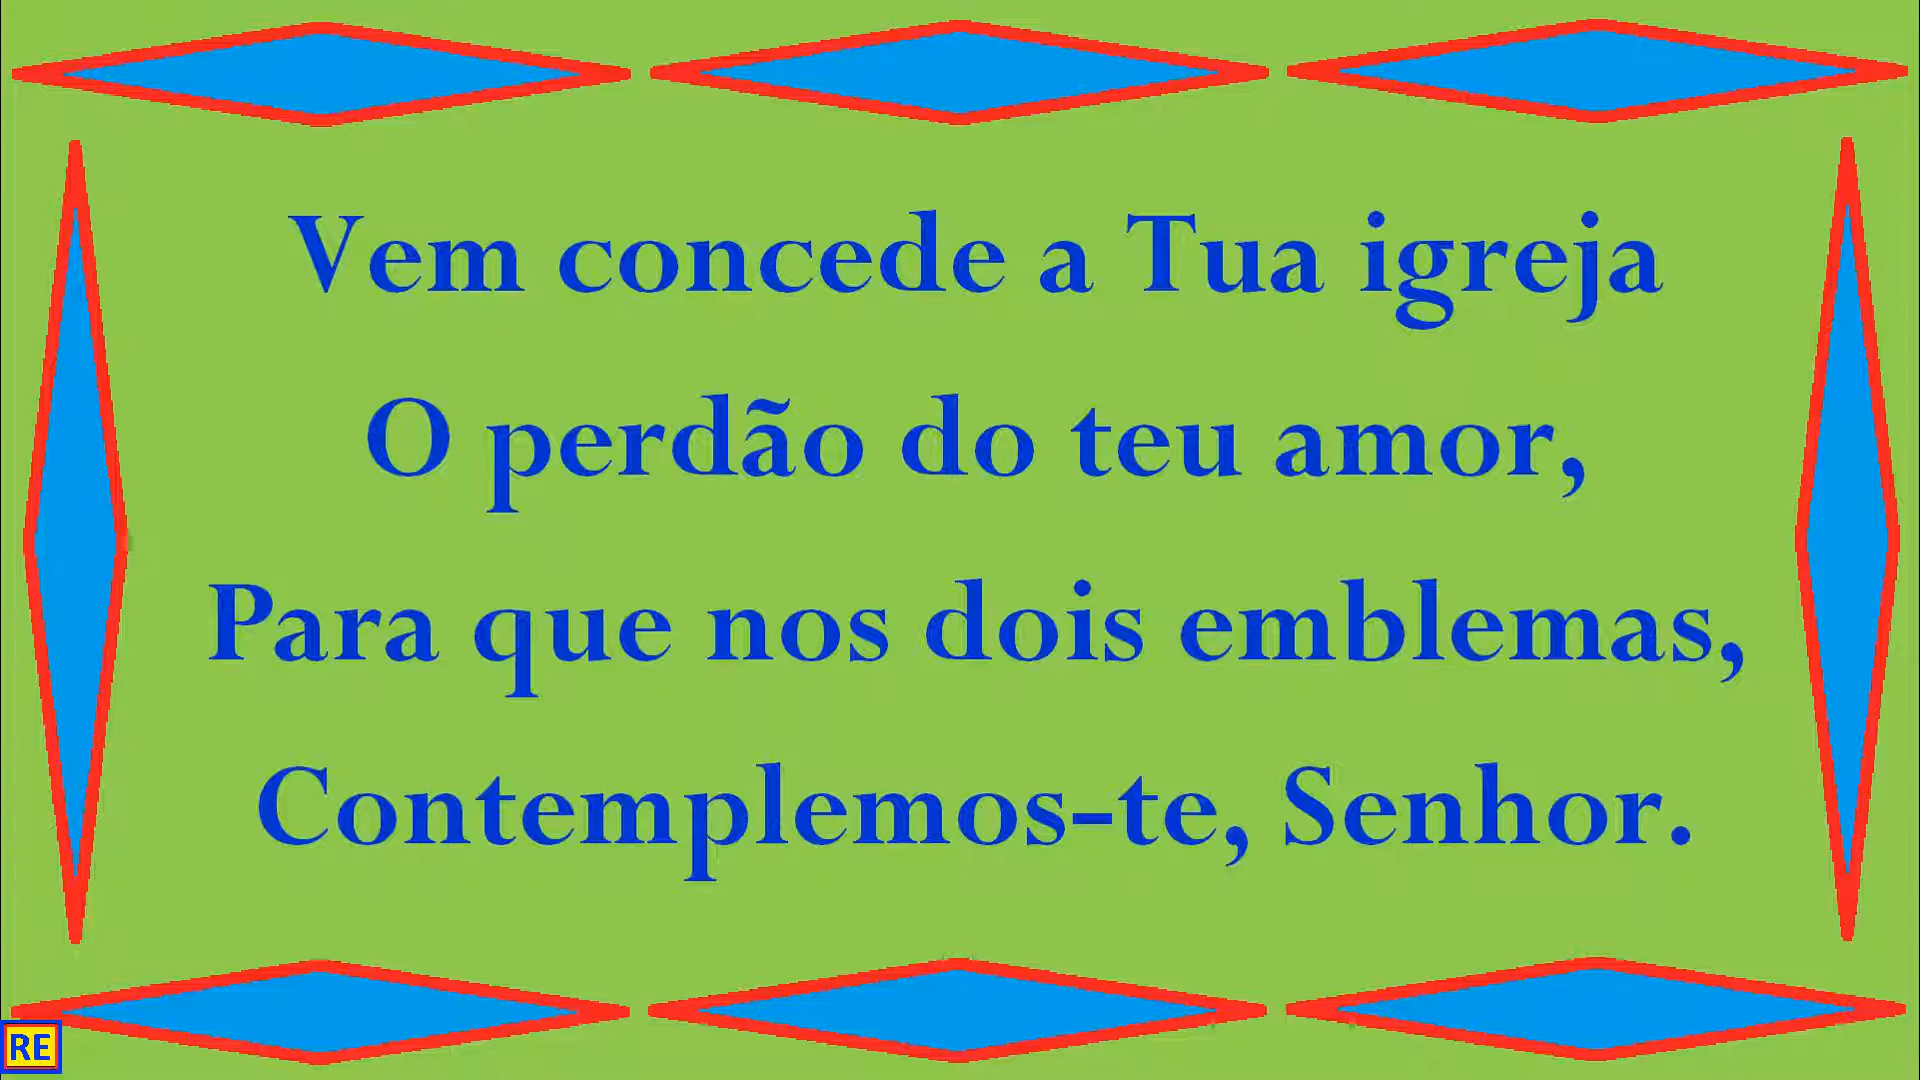 Vem concede a Tua igreja
O perdão do teu amor,
Para que nos dois emblemas,
Contemplemos-te, Senhor.
RE